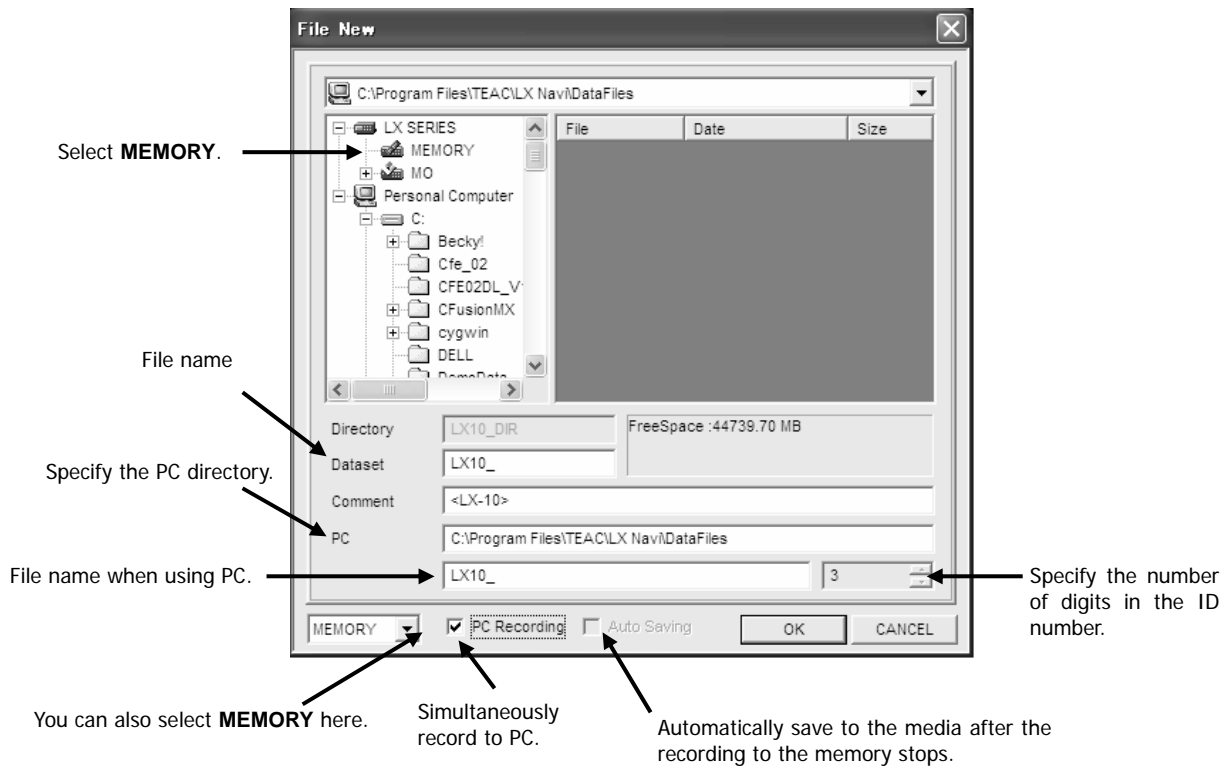 File New
C:\Program Files\TEAC\LX Navi\DataFiles
LX SERIES
MEMORY
MO
Personal Computer
C:
Becky!
Cfe_02
CFE02DL_V
CFusionMX
cygwin
DELL
DemoData
File Date Size
Select MEMORY.
File name
Specify the PC directory.
File name when using PC.
Directory LX10_DIR FreeSpace :44739.70 MB
Dataset LX10_
Comment <LX-10>
PC C:\Program Files\TEAC\LX Navi\DataFiles
LX10_ 3
Specify the number
of digits in the ID
number.
MEMORY PC Recording Auto Saving OK CANCEL
You can also select MEMORY here.
Simultaneously
record to PC.
Automatically save to the media after the
recording to the memory stops.